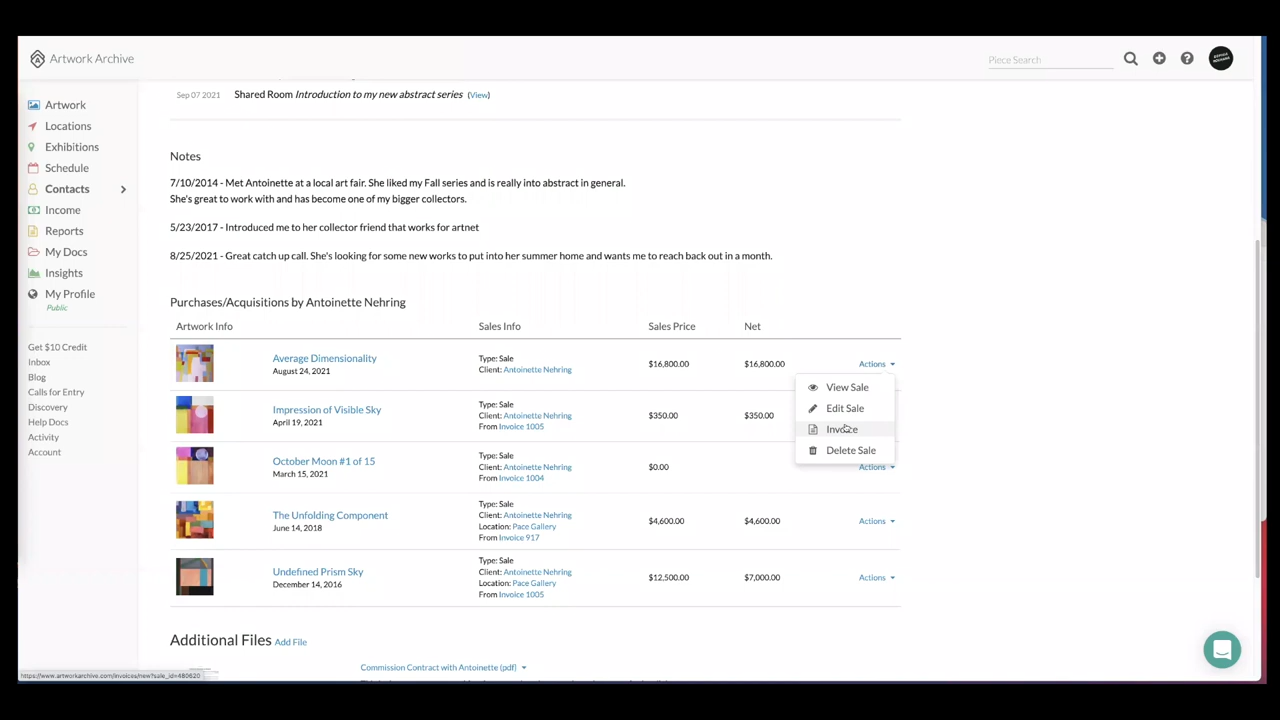 Artwork Archive
Piece Search
Artwork
Locations
Exhibitions
Schedule
Contacts
Income
Reports
My Docs
Insights
My Profile
Public
Get $10 Credit
Inbox
Blog
Calls for Entry
Discovery
Help Docs
Activity
Account
Sep 07 2021 Shared Room Introduction to my new abstract series (View)
Notes
7/10/2014 - Met Antoinette at a local art fair. She liked my Fall series and is really into abstract in general.
She's great to work with and has become one of my bigger collectors.
5/23/2017 - Introduced me to her collector friend that works for artnet
8/25/2021 - Great catch up call. She's looking for some new works to put into her summer home and wants me to reach back out in a month.
Purchases/Acquisitions by Antoinette Nehring
Artwork Info Sales Info Sales Price Net
Average Dimensionality
August 24, 2021
Type: Sale
Client: Antoinette Nehring
$16,800.00 $16,800.00 Actions
View Sale
Edit Sale
Invoice
Delete Sale
Impression of Visible Sky
April 19, 2021
Type: Sale
Client: Antoinette Nehring
From Invoice 1005
$350.00 $350.00
October Moon #1 of 15
March 15, 2021
Type: Sale
Client: Antoinette Nehring
From Invoice 1004
$0.00 Actions
The Unfolding Component
June 14, 2018
Type: Sale
Client: Antoinette Nehring
Location: Pace Gallery
From Invoice 917
$4,600.00 $4,600.00 Actions
Undefined Prism Sky
December 14, 2016
Type: Sale
Client: Antoinette Nehring
Location: Pace Gallery
From Invoice 1005
$12,500.00 $7,000.00 Actions
Additional Files Add File
Commission Contract with Antoinette (pdf)
https://www.artworkarchive.com/invoices/new?sale_id=480620